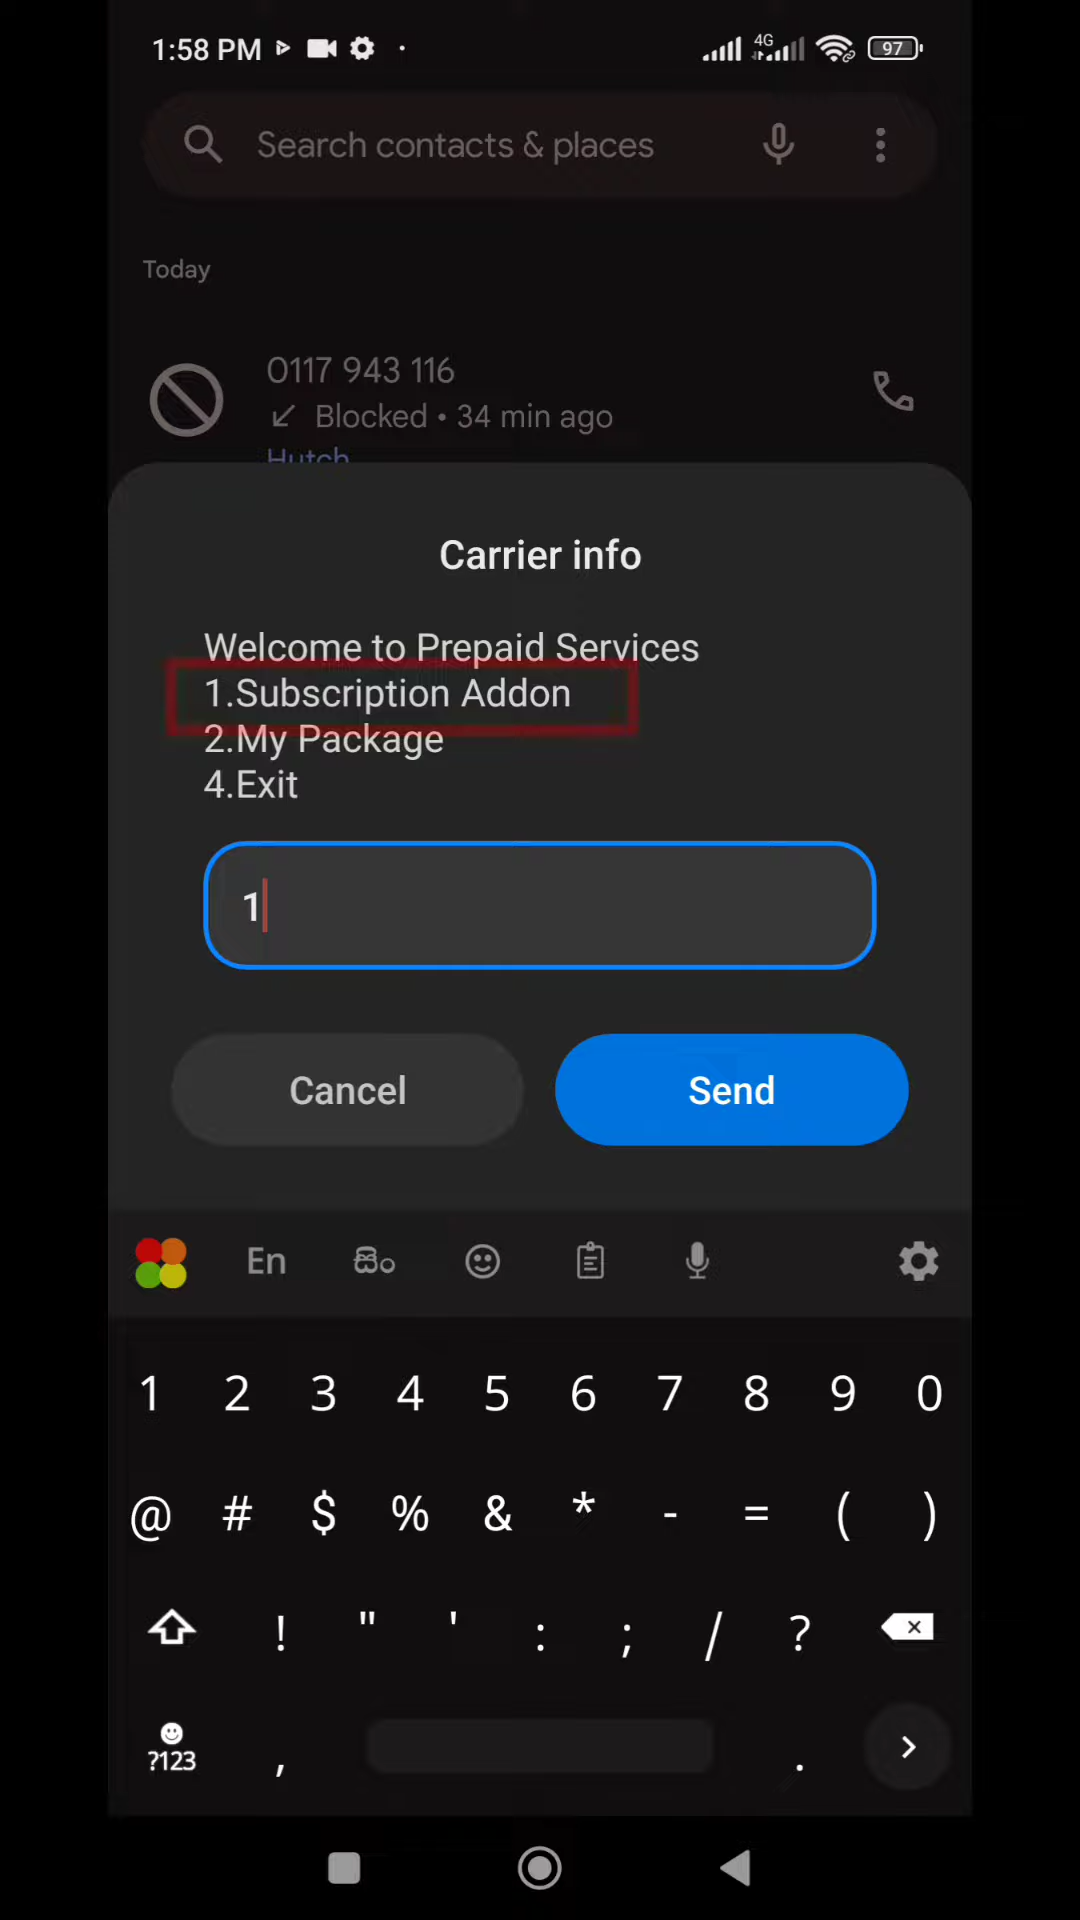 1:58 PM
4G
97
Search contacts & places
Today
0117 943 116
Blocked • 34 min ago
Hutch
Carrier info
Welcome to Prepaid Services
1.Subscription Addon
2.My Package
4.Exit
1
Cancel
Send
En
සිං
1 2 3 4 5 6 7 8 9 0
@ # $ % & * - = ( )
! " ' : ; / ?
?123 , .